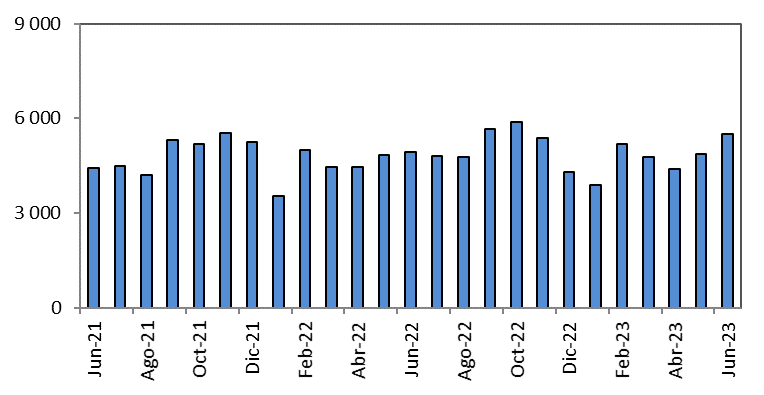 9 000
6 000
3 000
0
Jun-21
Ago-21
Oct-21
Dic-21
Feb-22
Abr-22
Jun-22
Ago-22
Oct-22
Dic-22
Feb-23
Abr-23
Jun-23